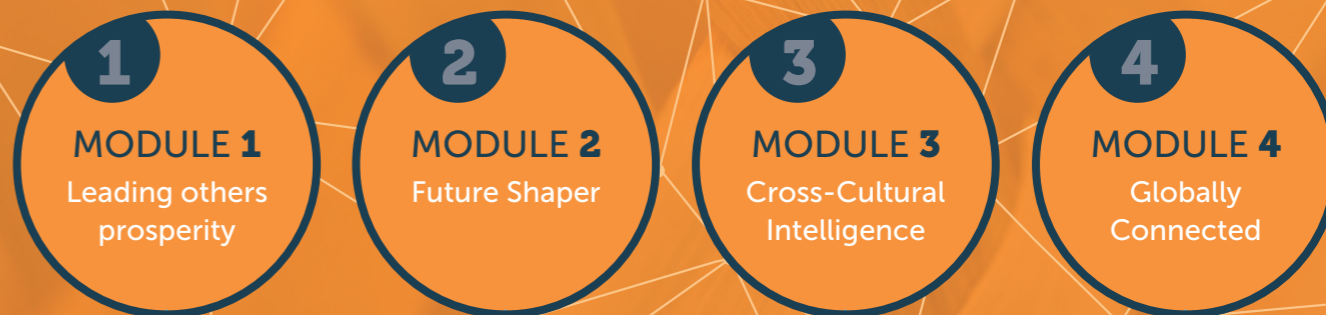 1
MODULE 1
Leading others
prosperity
2
MODULE 2
Future Shaper
3
MODULE 3
Cross-Cultural
Intelligence
4
MODULE 4
Globally
Connected